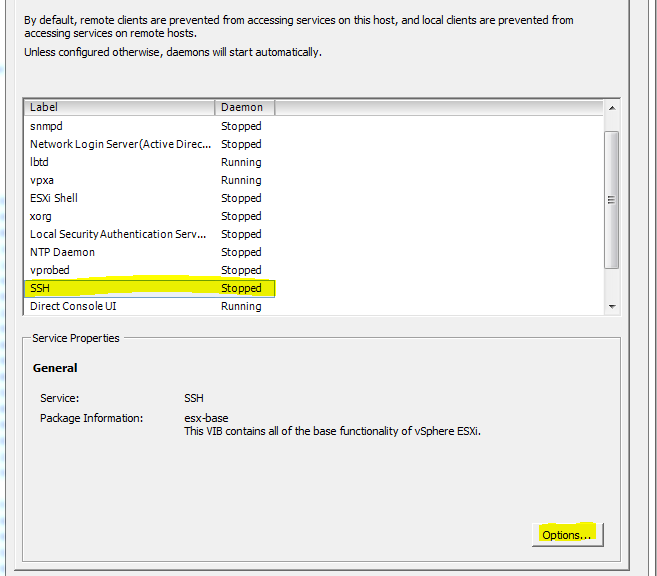 By default, remote clients are prevented from accessing services on this host, and local clients are prevented from
accessing services on remote hosts.
Unless configured otherwise, daemons will start automatically.
Label Daemon
snmpd Stopped
Network Login Server(Active Direc... Stopped
lbtd Running
vpxa Running
ESXi Shell Stopped
xorg Stopped
Local Security Authentication Serv... Stopped
NTP Daemon Stopped
vprobed Stopped
SSH Stopped
Direct Console UI Running
Service Properties
General
Service: SSH
Package Information: esx-base
This VIB contains all of the base functionality of vSphere ESXi.
Options...